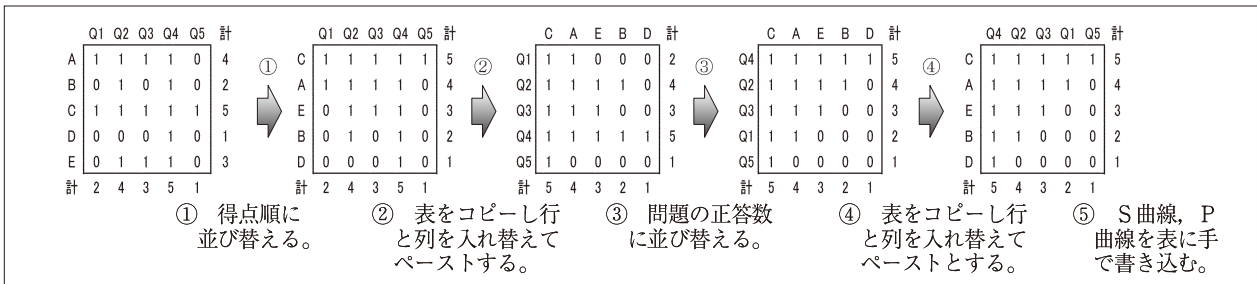 Q1 Q2 Q3 Q4 Q5 計
A 1 1 1 1 0 4
B 0 1 0 1 0 2
C 1 1 1 1 1 5
D 0 0 0 1 0 1
E 0 1 1 1 0 3
計 2 4 3 5 1
①
Q1 Q2 Q3 Q4 Q5 計
C 1 1 1 1 1 5
A 1 1 1 1 0 4
E 0 1 1 1 0 3
B 0 1 0 1 0 2
D 0 0 0 1 0 1
計 2 4 3 5 1
②
C A E B D 計
Q1 1 1 0 0 0 2
Q2 1 1 1 1 0 4
Q3 1 1 1 0 0 3
Q4 1 1 1 1 1 5
Q5 1 0 0 0 0 1
計 5 4 3 2 1
③
C A E B D 計
Q4 1 1 1 1 1 5
Q2 1 1 1 1 0 4
Q3 1 1 1 0 0 3
Q1 1 1 0 0 0 2
Q5 1 0 0 0 0 1
計 5 4 3 2 1
④
Q4 Q2 Q3 Q1 Q5 計
C 1 1 1 1 1 5
A 1 1 1 1 0 4
E 1 1 1 0 0 3
B 1 1 0 0 0 2
D 1 0 0 0 0 1
計 5 4 3 2 1
① 得点順に
並び替える。
② 表をコピーし行
と列を入れ替えて
ペーストする。
③ 問題の正答数
に並び替える。
④ 表をコピーし行
と列を入れ替えて
ペーストとする。
⑤ S曲線，P
曲線を表に手
で書き込む。